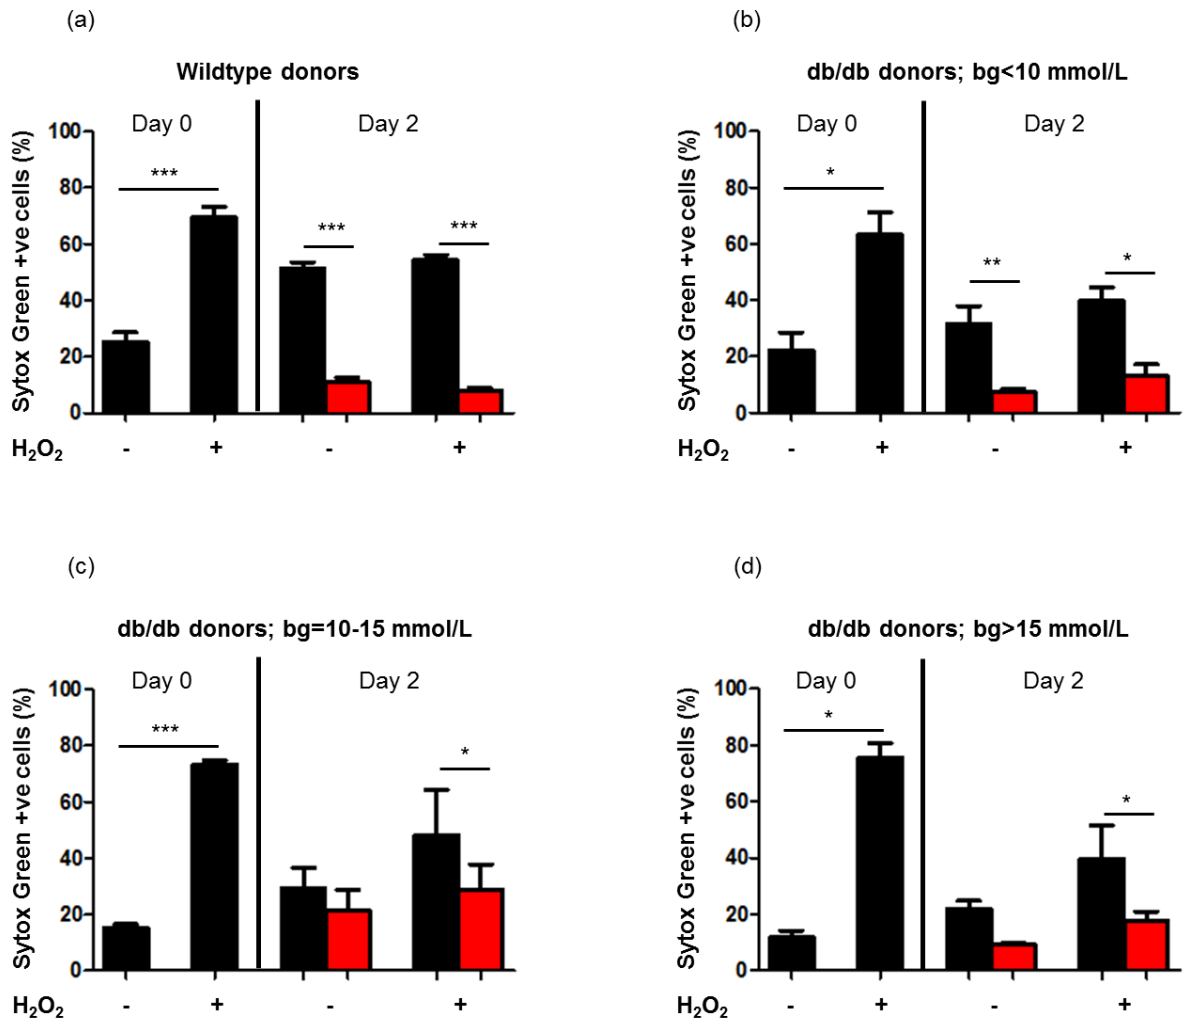 (a)
Wildtype donors
Day 0
Day 2
Sytox Green +ve cells (%)
100
80
60
40
20
0
***
***
***
H₂O₂
-
+
-
+
(b)
db/db donors; bg<10 mmol/L
Day 0
Day 2
Sytox Green +ve cells (%)
100
80
60
40
20
0
*
**
*
H₂O₂
-
+
-
+
(c)
db/db donors; bg=10-15 mmol/L
Day 0
Day 2
Sytox Green +ve cells (%)
100
80
60
40
20
0
***
*
H₂O₂
-
+
-
+
(d)
db/db donors; bg>15 mmol/L
Day 0
Day 2
Sytox Green +ve cells (%)
100
80
60
40
20
0
*
*
H₂O₂
-
+
-
+